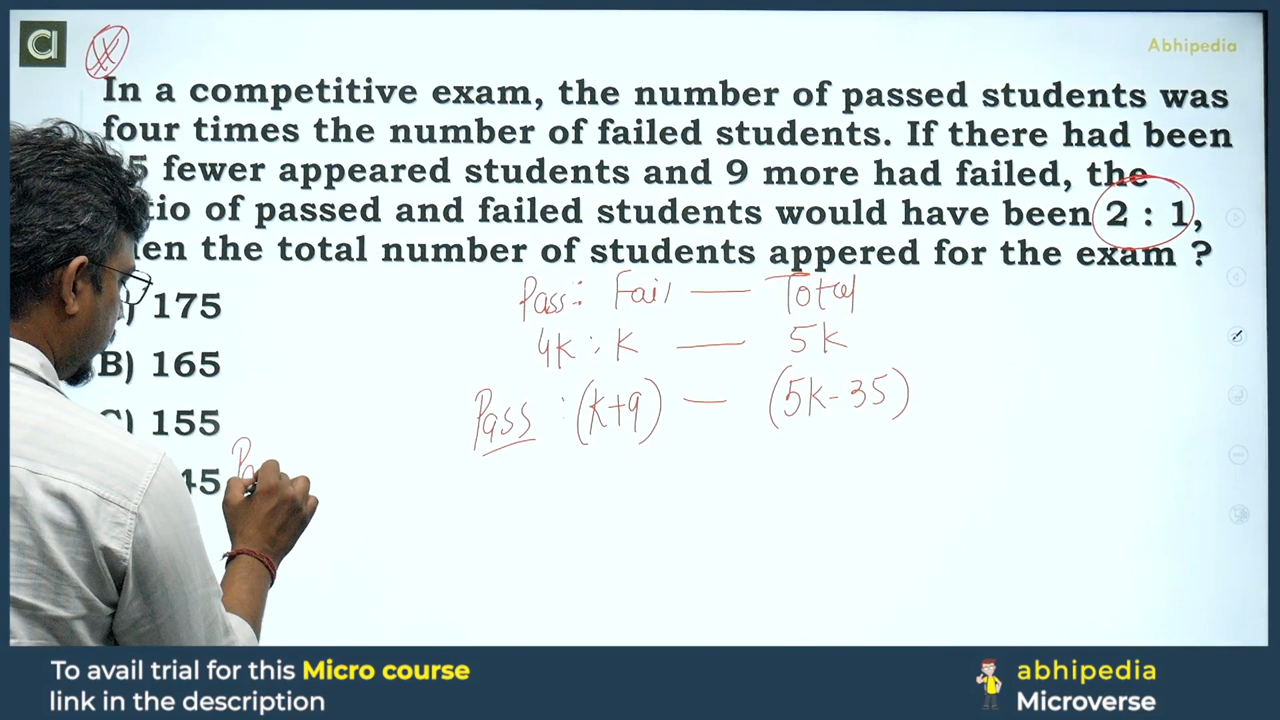 Abhipedia
In a competitive exam, the number of passed students was
four times the number of failed students. If there had been
5 fewer appeared students and 9 more had failed, the
tio of passed and failed students would have been 2 : 1,
en the total number of students appered for the exam ?
Pass : Fail — Total
4K : K — 5K
Pass : (K+9) — (5K-35)
) 175
B) 165
) 155
45
To avail trial for this Micro course
link in the description
abhipedia
Microverse